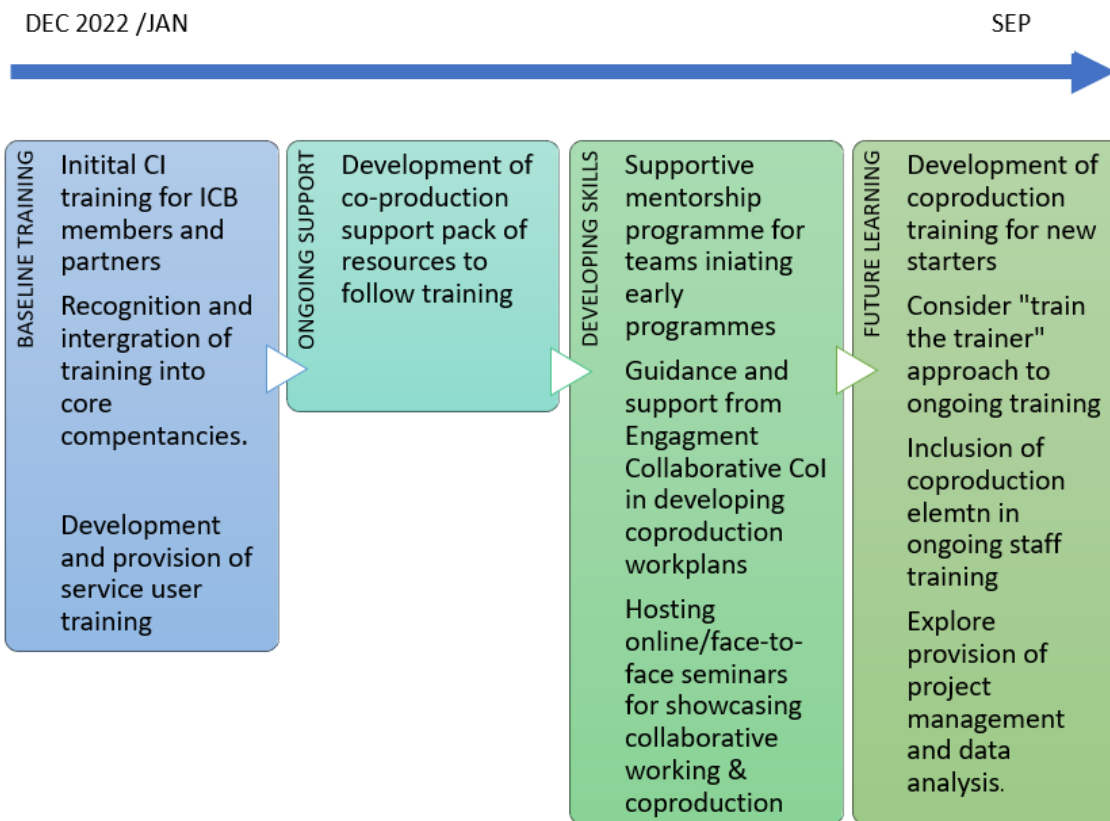 DEC 2022 /JAN
SEP
BASELINE TRAINING
Initital CI
training for ICB
members and
partners
Recognition and
intergration of
training into
core
compentancies.
Development
and provision of
service user
training
ONGOING SUPPORT
Development of
co-production
support pack of
resources to
follow training
DEVELOPING SKILLS
Supportive
mentorship
programme for
teams iniating
early
programmes
Guidance and
support from
Engagment
Collaborative CoI
in developing
coproduction
workplans
Hosting
online/face-to-
face seminars
for showcasing
collaborative
working &
coproduction
FUTURE LEARNING
Development of
coproduction
training for new
starters
Consider "train
the trainer"
approach to
ongoing training
Inclusion of
coproduction
elemtn in
ongoing staff
training
Explore
provision of
project
management
and data
analysis.